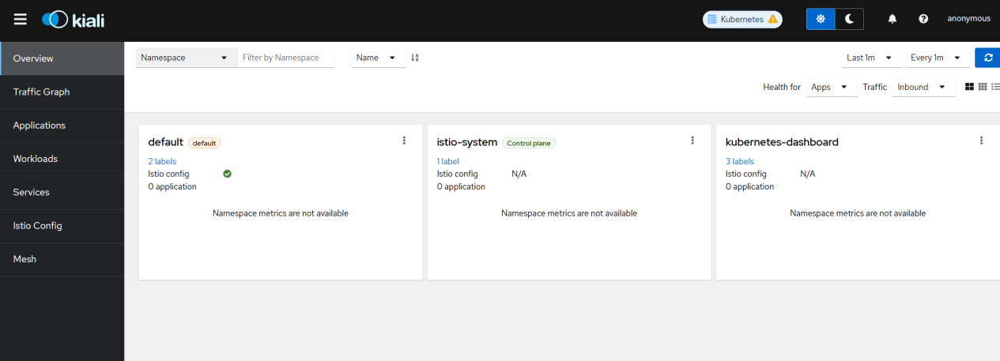 kiali
Kubernetes
anonymous
Overview
Traffic Graph
Applications
Workloads
Services
Istio Config
Mesh
Namespace Filter by Namespace Name Last 1m Every 1m
Health for Apps Traffic Inbound
default default
2 labels
Istio config
0 application
Namespace metrics are not available
istio-system Control plane
1 label
Istio config N/A
0 application
Namespace metrics are not available
kubernetes-dashboard
3 labels
Istio config N/A
0 application
Namespace metrics are not available